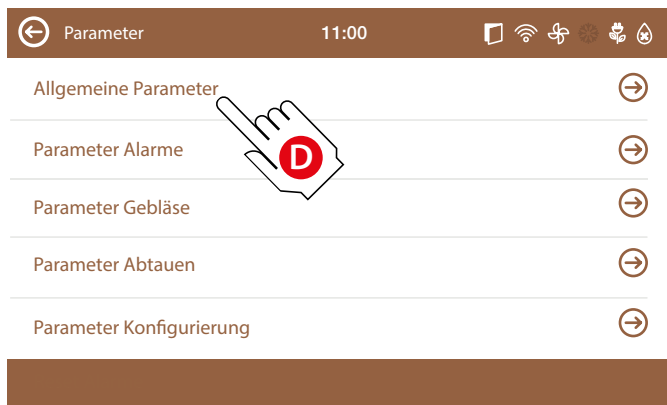 Parameter 11:00
Allgemeine Parameter
D
Parameter Alarme
Parameter Gebläse
Parameter Abtauen
Parameter Konfigurierung